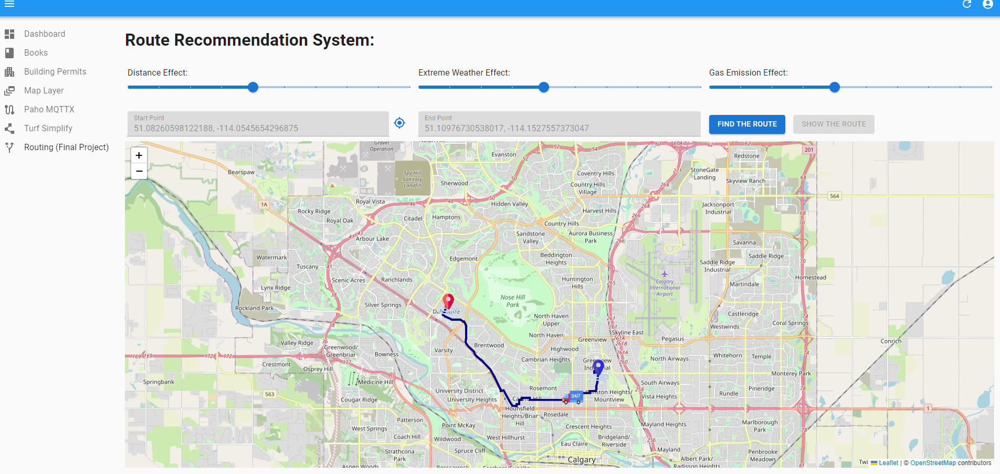 Dashboard
Books
Building Permits
Map Layer
Paho MQTTX
Turf Simplify
Routing (Final Project)
Route Recommendation System:
Distance Effect:
Extreme Weather Effect:
Gas Emission Effect:
Start Point
51.08260598122188, -114.0545654296875
End Point
51.10976730538017, -114.1527557373047
FIND THE ROUTE
SHOW THE ROUTE
+
−
Gravel
Operation
Evanston
52
54
60
60A
62
201
Redstone
Bearspaw
Spy Hill
Sanitary
Landfill
Sherwood
50
Coventry Hills
Country Hills
Village
271
StoneGate
Landing
Skyview Ranch
68
268
1A
Royal Vista
46
48
50
Hidden Valley
267
564
Rocky Ridge
Royal Oak
Citadel
Hamptons
Harvest Hills
266
268
Jacksonport
Industrial
68
70
Country Hills
43
41
Arbour Lake
Sandstone
Valley
Aurora Business
Park
266
Savanna
Watermark
Tuscany
41
Edgemont
Beddington
Heights
Saddle Ridge
Saddle Ridge
Industrial
70
Scenic Acres
Ranchlands
Huntington
Hills
265
Calgary
International
Airport
Homestead
Martindale
Lynx Ridge
38
Rockland Park
Silver Springs
Nose Hill
Park
72
North Haven
Upper
261
Castleridge
Coral Springs
38
261
Skyline East
Westwinds
North Haven
261A
261B
Greenview
Pegasus
74
36
Valley Ridge
Greenwood/
Greenbriar
Varsity
Brentwood
Highwood
Conrich
169
169
172
172
177
Bowness
Cambrian Heights
261A
260
North Airways
Whitehorn
Temple
74
Crestmont
Osprey Hill
Monterey Park
Springbank
Medicine Hill
South Airways
563
Calgary
Cougar Ridge
University District
University Heights
Rosemont
24/7
258
Vista Heights
Rundle
Pineridge
76
Mountview
Hounsfield
Heights/Briar
Hill
Rosedale
78
1
Patterson
Point McKay
Crescent Heights
Mayland Heights
Marlborough
Park
78
West Springs
Coach Hill
Wildwood
West Hillhurst
Bridgeland/
Riverside
256
Eau Claire
Strathcona
Park
Spruce Cliff
Mayland
Penbrooke
Meadows
Albert Park/
Radisson Heights
81
View County
Aspen Woods
Calgary
Twi
Leaflet | © OpenStreetMap contributors